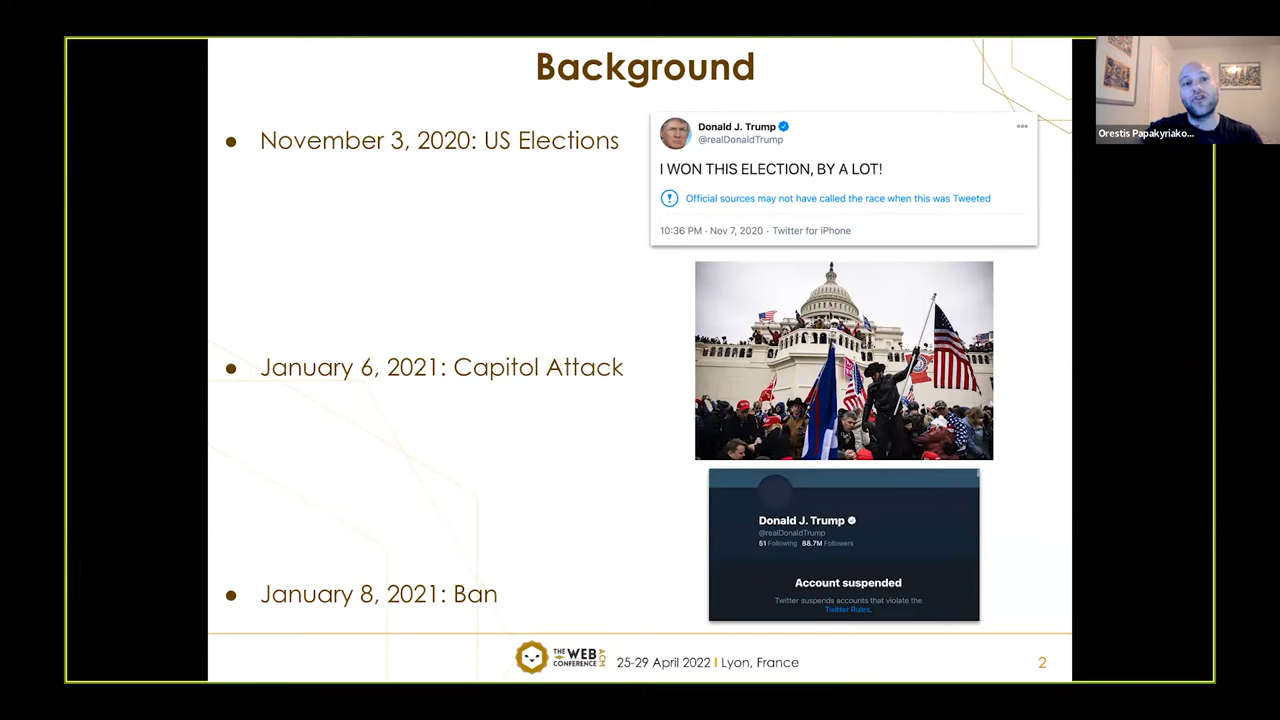 Background
● November 3, 2020: US Elections
Donald J. Trump
@realDonaldTrump
I WON THIS ELECTION, BY A LOT!
Official sources may not have called the race when this was Tweeted
10:36 PM · Nov 7, 2020 · Twitter for iPhone
● January 6, 2021: Capitol Attack
Donald J. Trump
@realDonaldTrump
51 Following 88.7M Followers
Account suspended
Twitter suspends accounts that violate the
Twitter Rules.
● January 8, 2021: Ban
THE WEB CONFERENCE ACM
25-29 April 2022 | Lyon, France
2
Orestis Papakyriako...